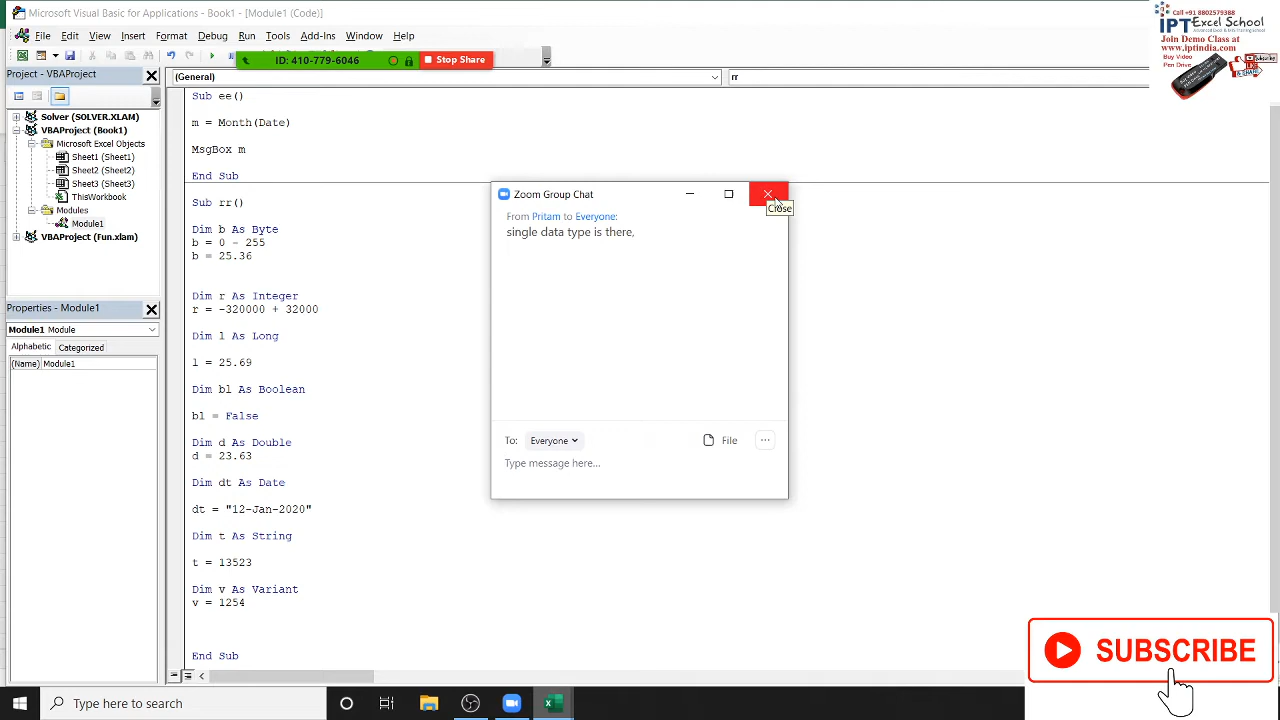 Microsoft Visual Basic for Applications - Book1 - [Module1 (Code)]
File Edit View Insert Format Debug Run Tools Add-Ins Window Help
ID: 410-779-6046
Stop Share
Project - VBAProject
Solver (SOLVER.XLAM)
VBAProject (Book1)
Microsoft Excel Objects
Sheet1 (Sheet1)
Sheet2 (Sheet2)
Sheet3 (Sheet3)
ThisWorkbook
Modules
Module1
VBAProject (Fun.xlam)
Properties - Module1
Module1 Module
Alphabetic Categorized
(Name) Module1
(General)
rr
Sub ee()
m = Month(Date)
MsgBox m
End Sub
Sub rr()
Dim b As Byte
b = 0 - 255
b = 25.36
Dim r As Integer
r = -320000 + 32000
Dim l As Long
l = 25.69
Dim bl As Boolean
bl = False
Dim d As Double
d = 23.63
Dim dt As Date
dt = "12-Jan-2020"
Dim t As String
t = 13523
Dim v As Variant
v = 1254
End Sub
Zoom Group Chat
Close
From Pritam to Everyone:
single data type is there,
To: Everyone
File
Type message here...
Call +91 8802579388
IPT Excel School
Join Demo Class at
www.iptindia.com
Buy Video
Pen Drive
SUBSCRIBE
Type here to search